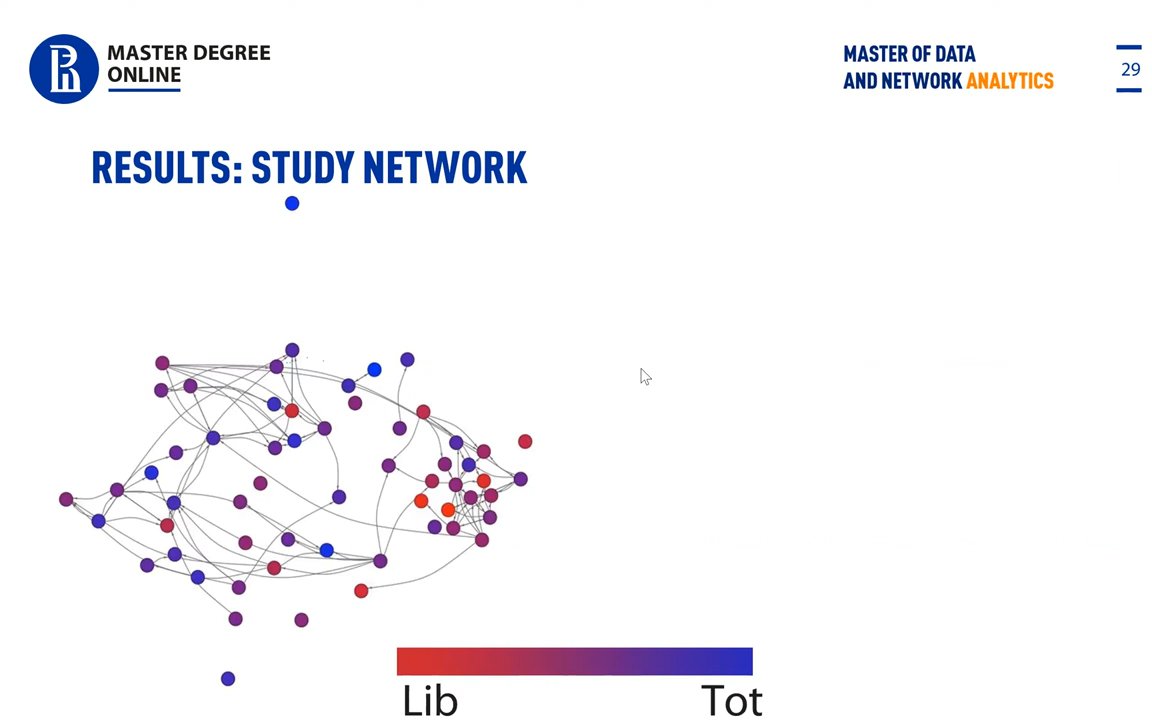 MASTER DEGREE
ONLINE
MASTER OF DATA
AND NETWORK ANALYTICS
29
RESULTS: STUDY NETWORK
Lib
Tot